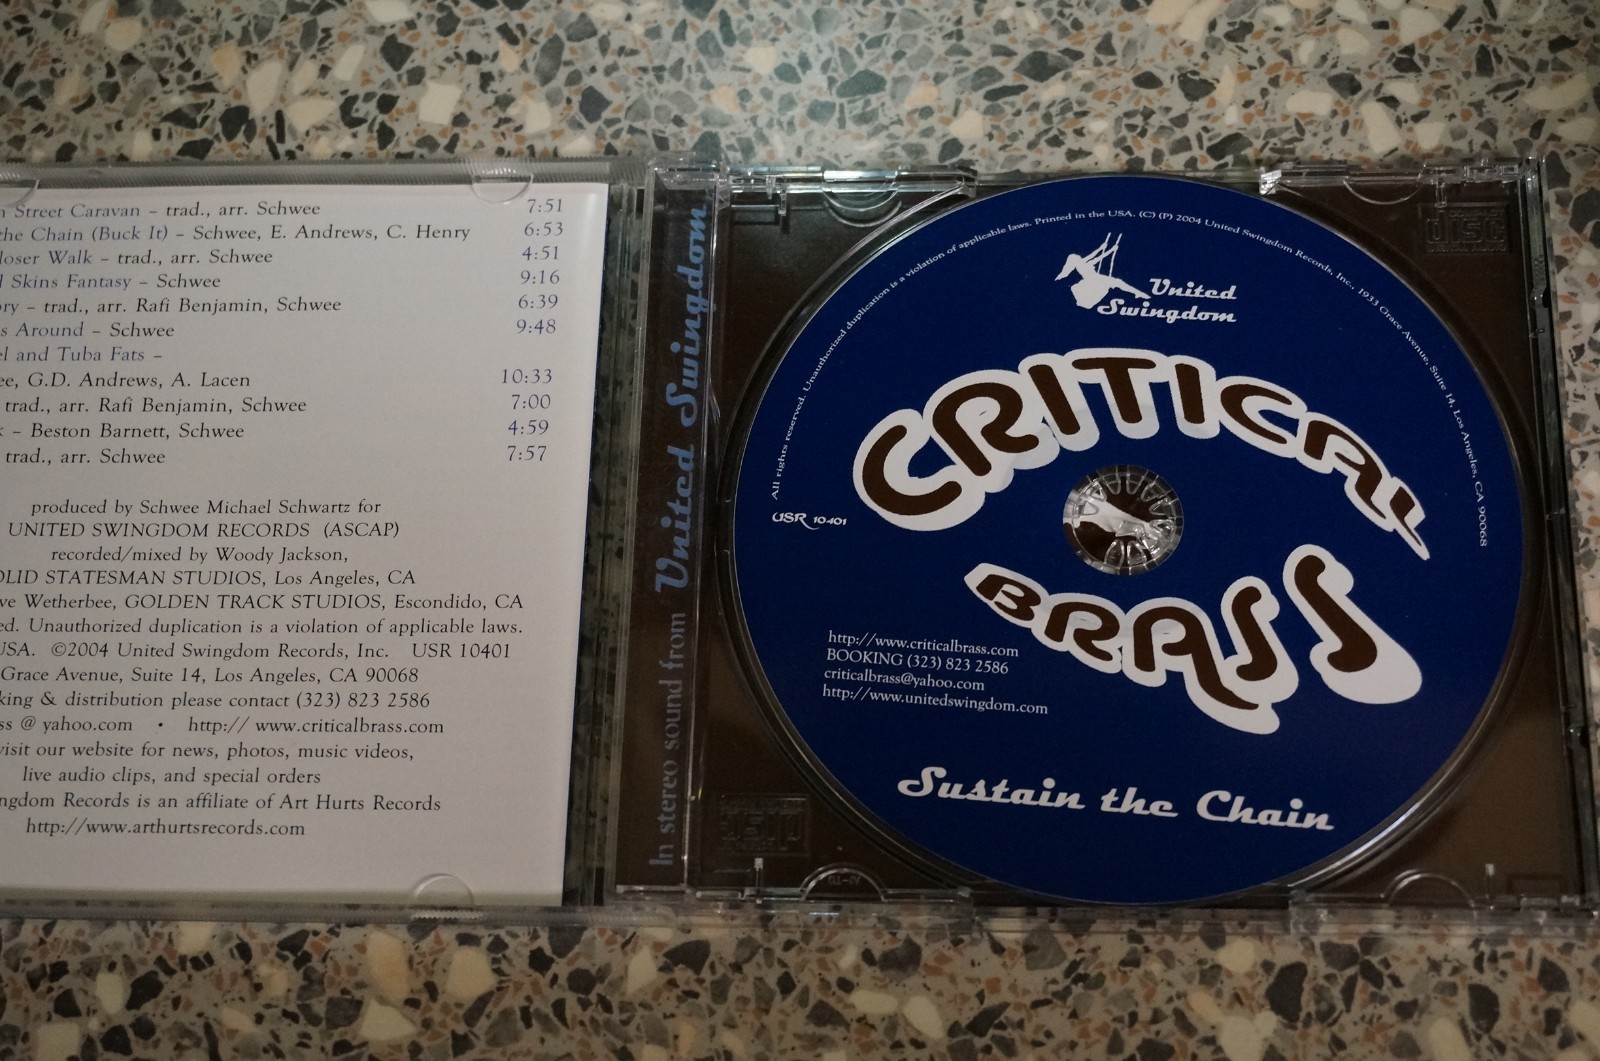 Street Caravan – trad., arr. Schwee 7:51
the Chain (Buck It) – Schwee, E. Andrews, C. Henry 6:53
loser Walk – trad., arr. Schwee 4:51
Skins Fantasy – Schwee 9:16
ory – trad., arr. Rafi Benjamin, Schwee 6:39
s Around – Schwee 9:48
el and Tuba Fats –
ee, G.D. Andrews, A. Lacen 10:33
trad., arr. Rafi Benjamin, Schwee 7:00
– Beston Barnett, Schwee 4:59
trad., arr. Schwee 7:57
produced by Schwee Michael Schwartz for
UNITED SWINGDOM RECORDS (ASCAP)
recorded/mixed by Woody Jackson,
OLID STATESMAN STUDIOS, Los Angeles, CA
ve Wetherbee, GOLDEN TRACK STUDIOS, Escondido, CA
ed. Unauthorized duplication is a violation of applicable laws.
USA. ©2004 United Swingdom Records, Inc. USR 10401
Grace Avenue, Suite 14, Los Angeles, CA 90068
king & distribution please contact (323) 823 2586
ss @ yahoo.com • http:// www.criticalbrass.com
visit our website for news, photos, music videos,
live audio clips, and special orders
ngdom Records is an affiliate of Art Hurts Records
http://www.arthurtsrecords.com
In stereo sound from United Swingdom
All rights reserved. Unauthorized duplication is a violation of applicable laws. Printed in the USA. (C) (P) 2004 United Swingdom Records, Inc., 1933 Grace Avenue, Suite 14, Los Angeles, CA 90068
United
Swingdom
CRITICAL
USR 10401
BRASS
http://www.criticalbrass.com
BOOKING (323) 823 2586
criticalbrass@yahoo.com
http://www.unitedswingdom.com
Sustain the Chain
disc